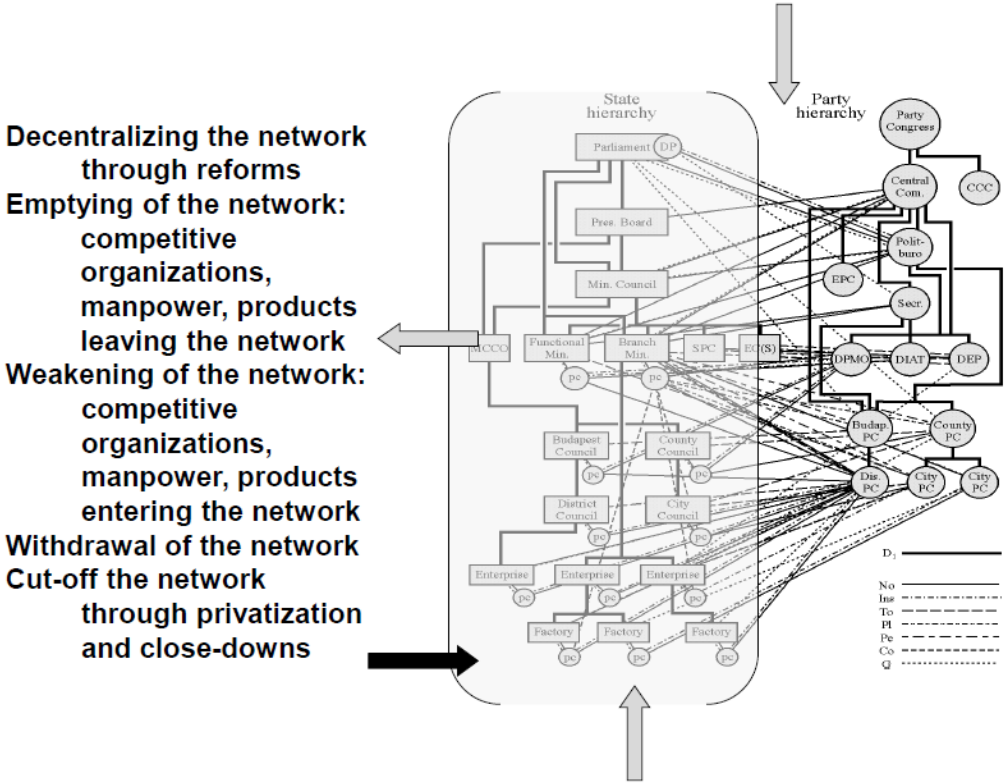 Decentralizing the network
through reforms
Emptying of the network:
competitive
organizations,
manpower, products
leaving the network
Weakening of the network:
competitive
organizations,
manpower, products
entering the network
Withdrawal of the network
Cut-off the network
through privatization
and close-downs
State
hierarchy
Party
hierarchy
Parliament
DP
Pres. Board
Min. Council
MCCO
Functional
Min.
Branch
Min.
SPC
EC(S)
pc
pc
Budapest
Council
County
Council
pc
pc
District
Council
City
Council
pc
pc
Enterprise
Enterprise
Enterprise
pc
pc
pc
Factory
Factory
Factory
pc
pc
pc
Party
Congress
Central
Com.
CCC
Polit-
buro
EPC
Secr.
DPMO
DIAT
DEP
Budap.
PC
County
PC
Dis.
PC
City
PC
City
PC
No
Ins
To
Pl
Pe
Co
Q